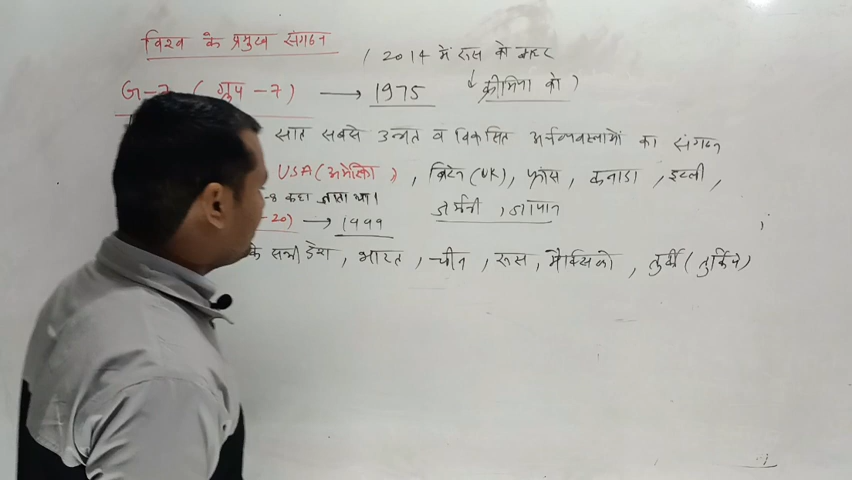 विश्व के प्रमुख संगठन
( 2014 में रूस को बाहर
G-7 (ग्रुप -7) → 1975 ↓ क्रीमिया को )
सात सबसे उन्नत व विकसित अर्थव्यवस्थाओं का संगठन
USA (अमेरिका), ब्रिटेन (UK), फ्रांस, कनाडा, इटली,
-8 कहा जाता था। जर्मनी, जापान
-20) → 1999
के सभी देश, भारत, चीन, रूस, मैक्सिको, तुर्की (तुर्किये)